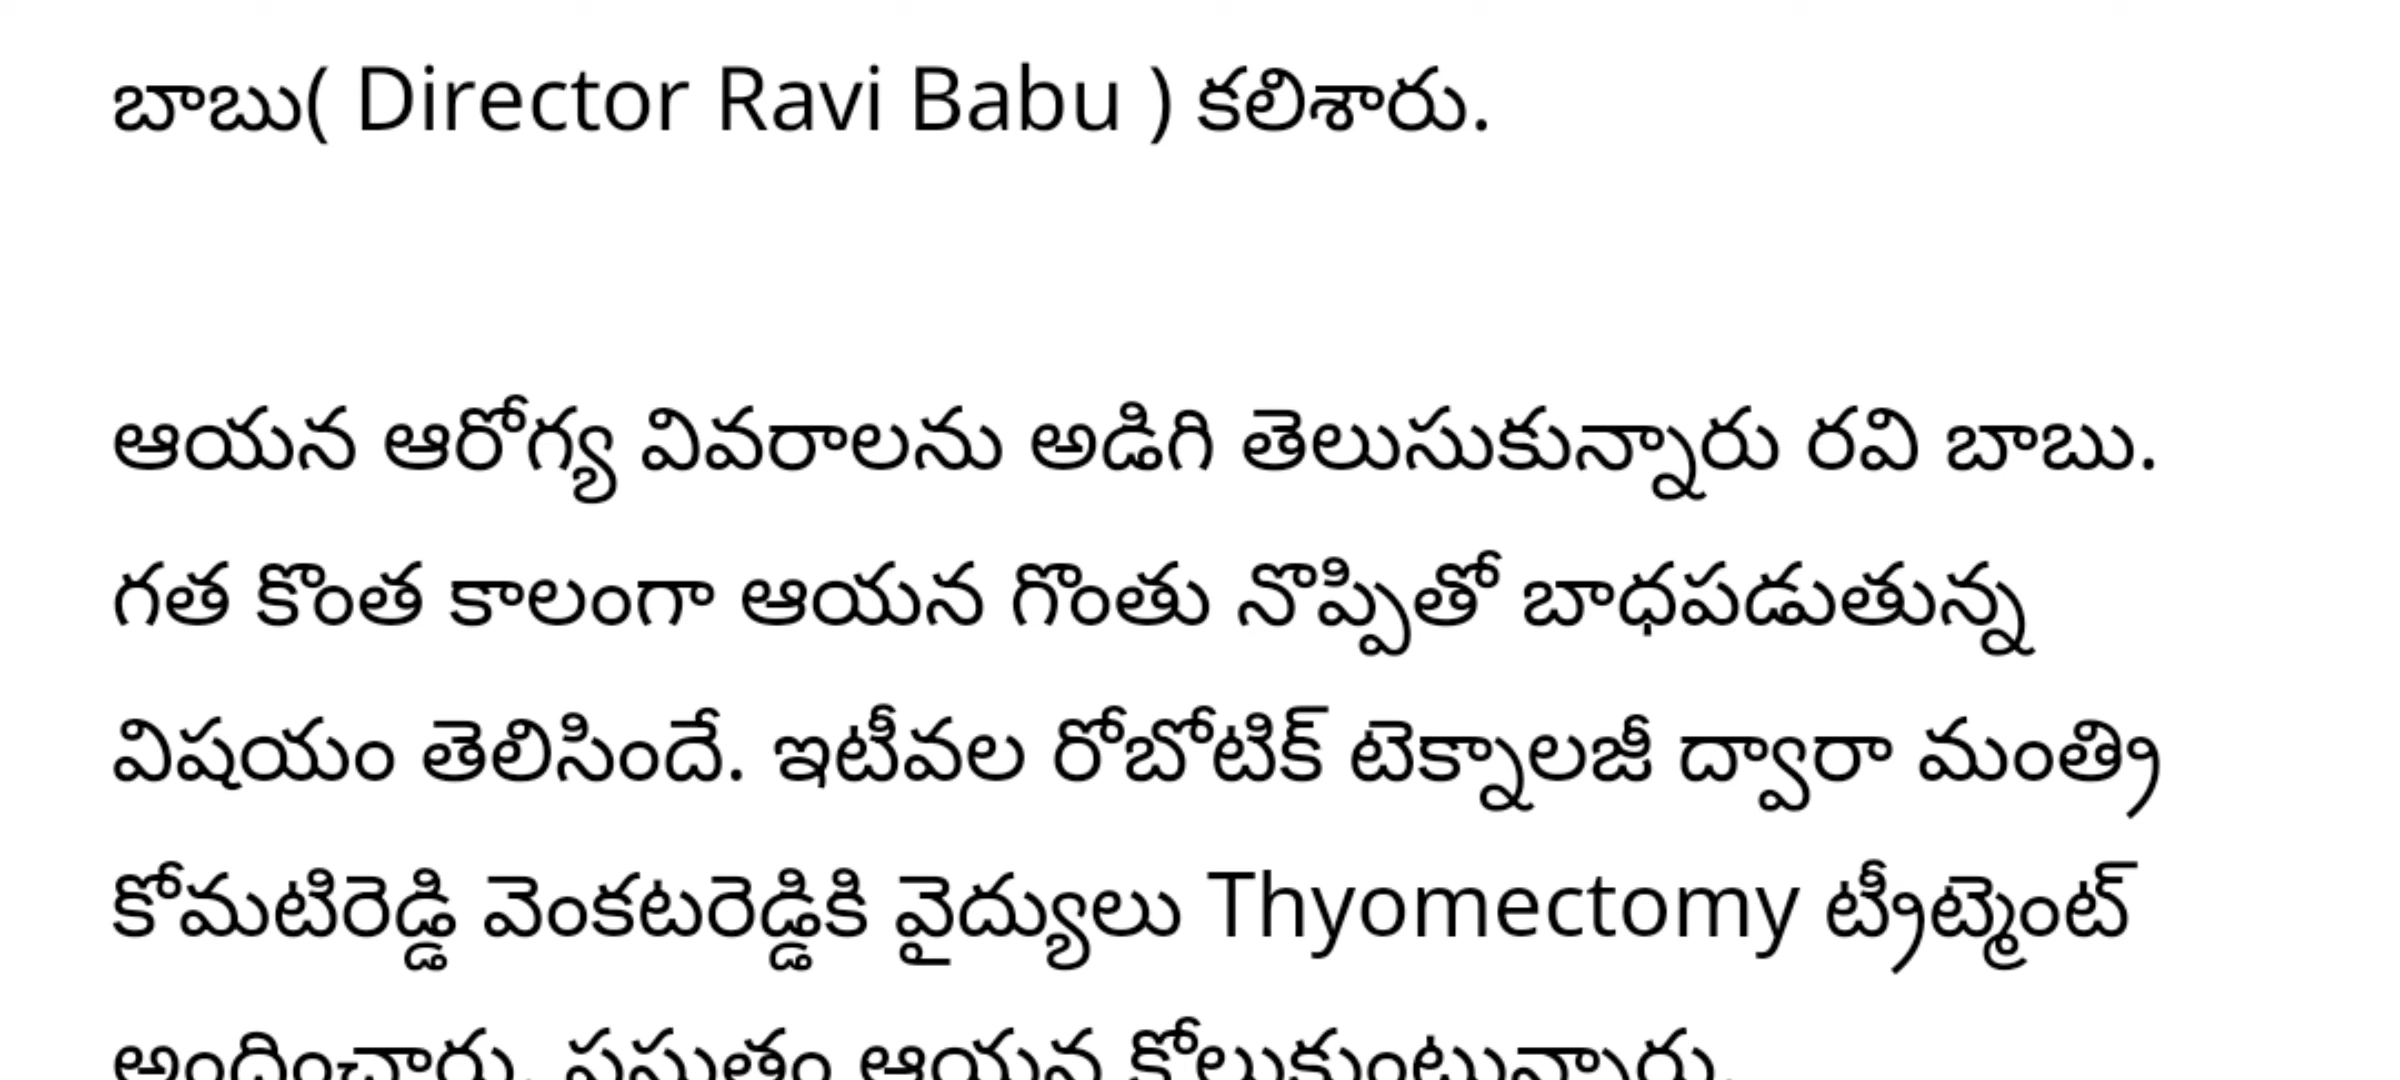 బాబు( Director Ravi Babu ) కలిశారు.
ఆయన ఆరోగ్య వివరాలను అడిగి తెలుసుకున్నారు రవి బాబు.
గత కొంత కాలంగా ఆయన గొంతు నొప్పితో బాధపడుతున్న
విషయం తెలిసిందే. ఇటీవల రోబోటిక్ టెక్నాలజీ ద్వారా మంత్రి
కోమటిరెడ్డి వెంకటరెడ్డికి వైద్యులు Thyomectomy ట్రీట్మెంట్
అందించారు. ఆయన కోలుకుంటున్నారు.